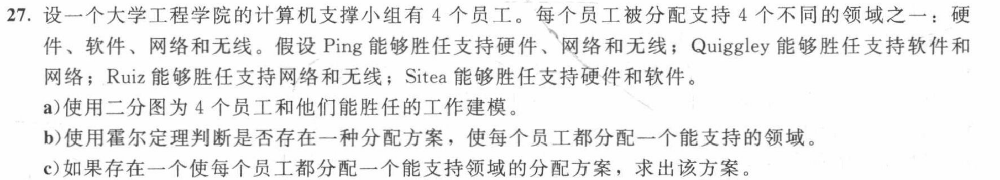 27. 设一个大学工程学院的计算机支撑小组有 4 个员工。每个员工被分配支持 4 个不同的领域之一：硬
件、软件、网络和无线。假设 Ping 能够胜任支持硬件、网络和无线；Quiggley 能够胜任支持软件和
网络；Ruiz 能够胜任支持网络和无线；Sitea 能够胜任支持硬件和软件。
a)使用二分图为 4 个员工和他们能胜任的工作建模。
b)使用霍尔定理判断是否存在一种分配方案，使每个员工都分配一个能支持的领域。
c)如果存在一个使每个员工都分配一个能支持领域的分配方案，求出该方案。